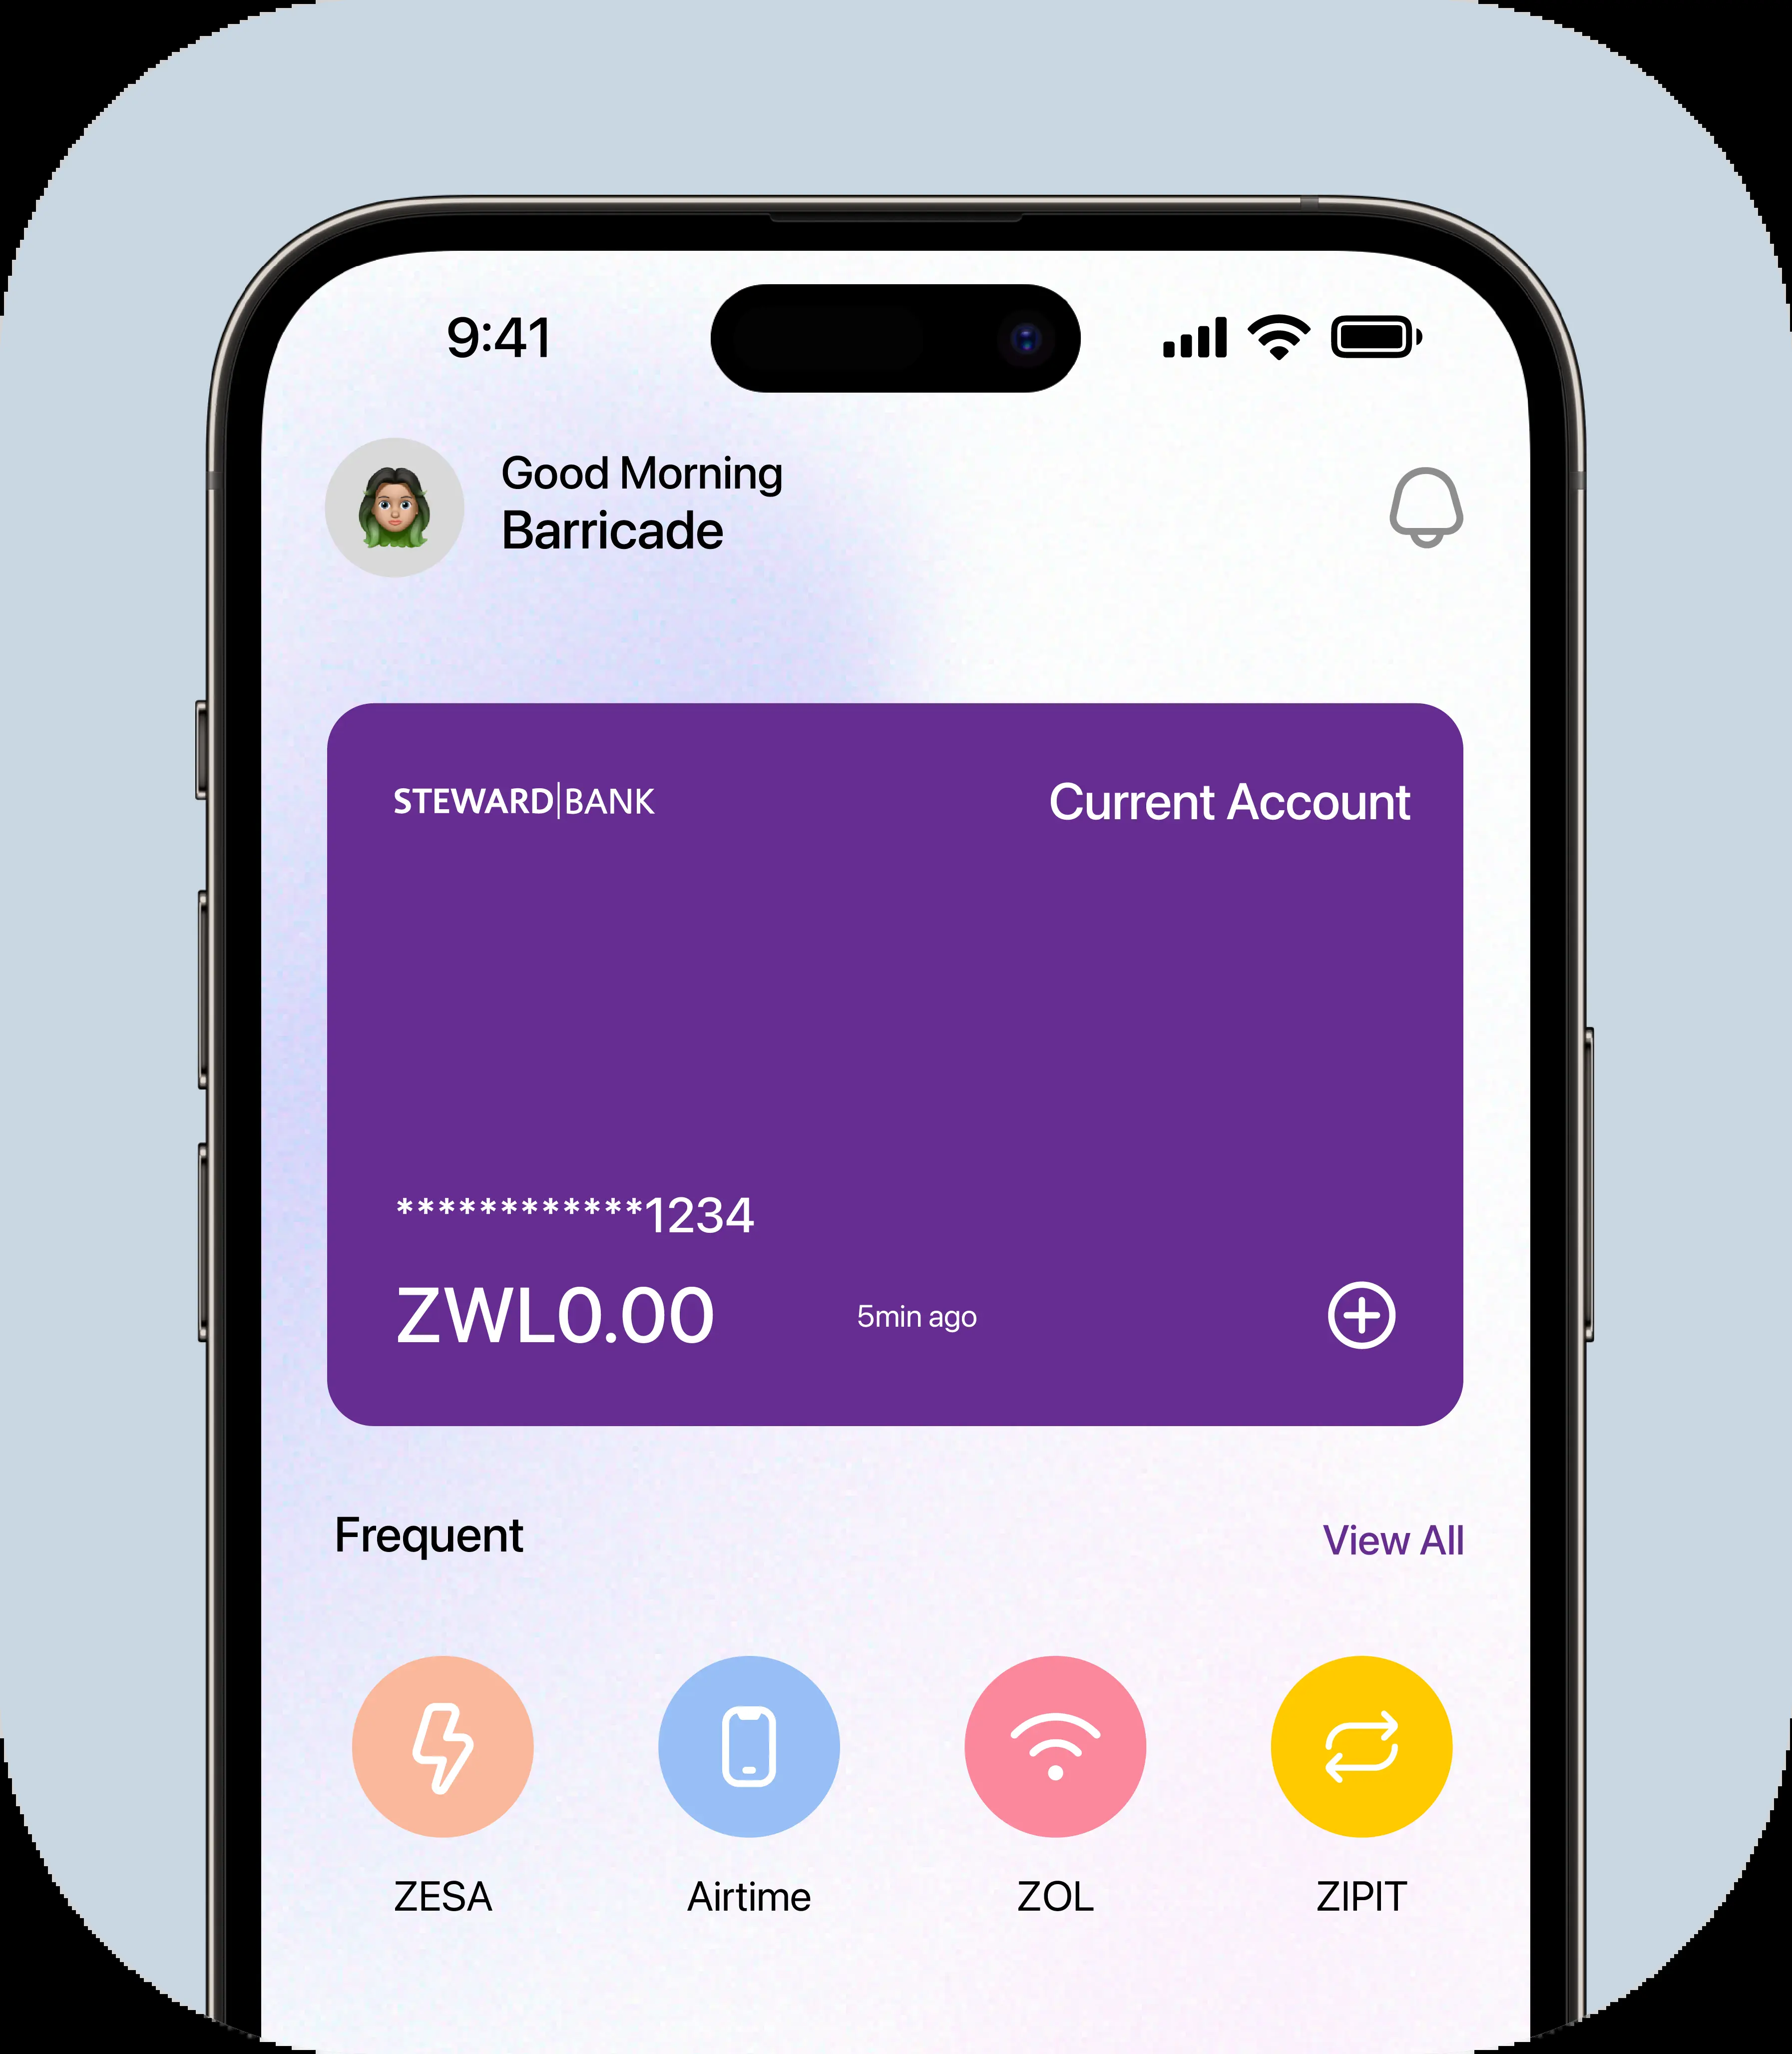 9:41
Good Morning
Barricade
STEWARD|BANK
Current Account
************1234
ZWL0.00
5min ago
Frequent
View All
ZESA
Airtime
ZOL
ZIPIT